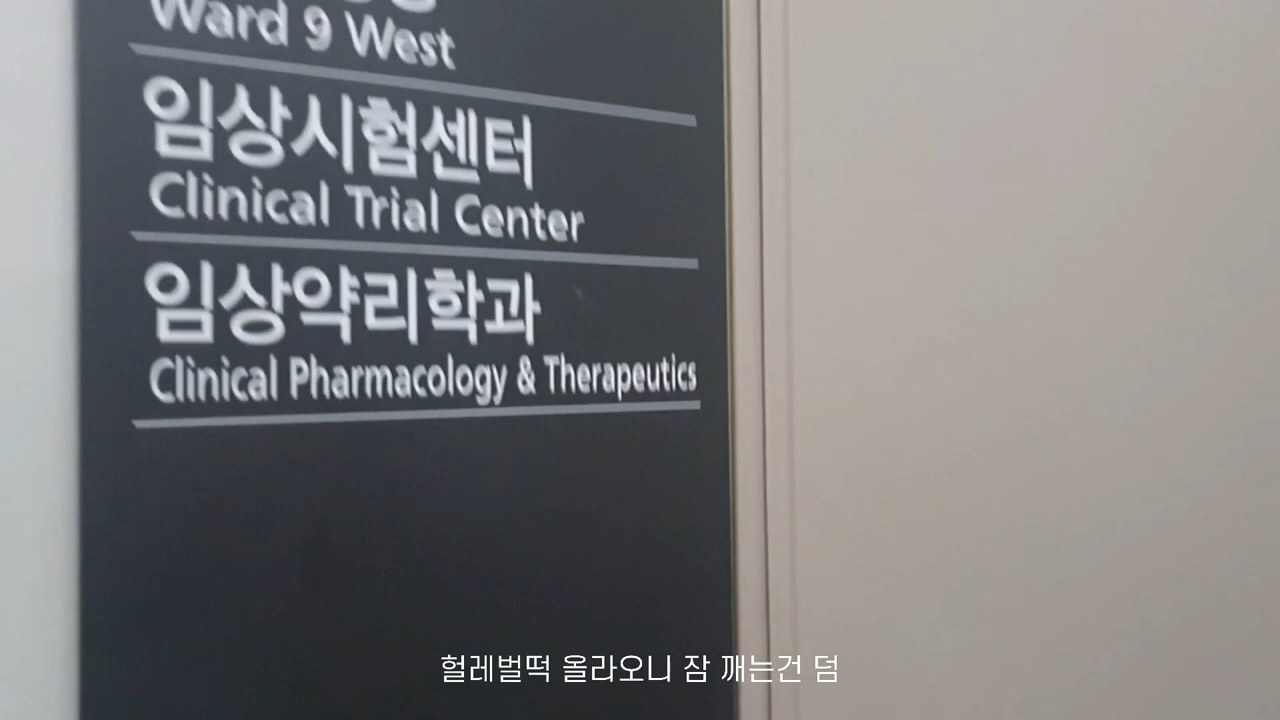 Ward 9 West
임상시험센터
Clinical Trial Center
임상약리학과
Clinical Pharmacology & Therapeutics
헐레벌떡 올라오니 잠 깨는건 덤